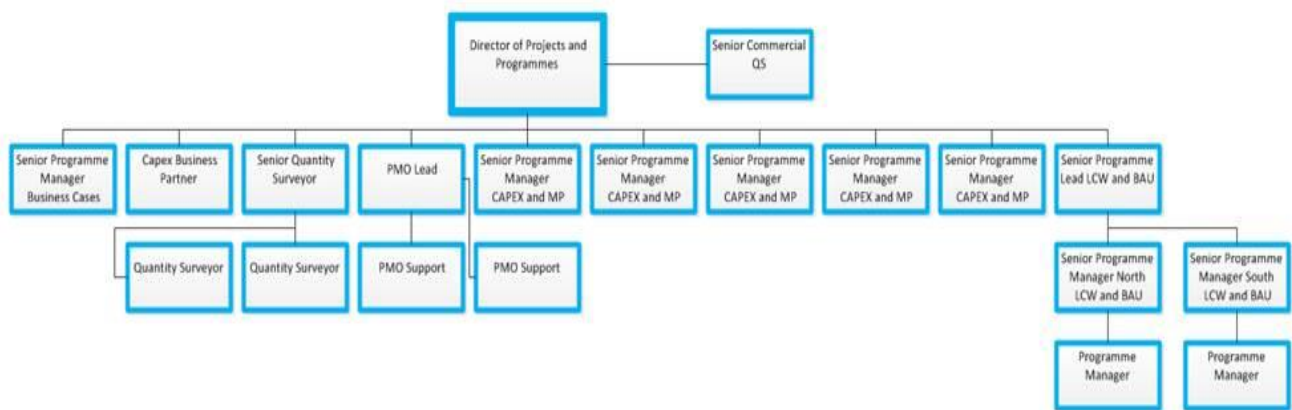 Director of Projects and
Programmes
Senior Commercial
QS
Senior Programme
Manager
Business Cases
Capex Business
Partner
Senior Quantity
Surveyor
PMO Lead
Senior Programme
Manager
CAPEX and MP
Senior Programme
Manager
CAPEX and MP
Senior Programme
Manager
CAPEX and MP
Senior Programme
Manager
CAPEX and MP
Senior Programme
Manager
CAPEX and MP
Senior Programme
Lead LCW and BAU
Quantity Surveyor
Quantity Surveyor
PMO Support
PMO Support
Senior Programme
Manager North
LCW and BAU
Senior Programme
Manager South
LCW and BAU
Programme
Manager
Programme
Manager